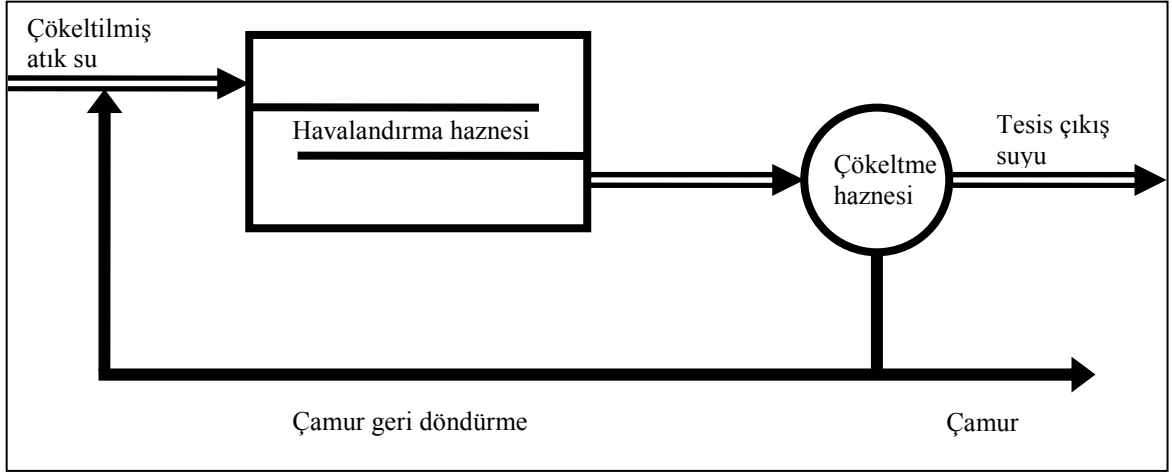 Çökeltilmiş
atık su
Havalandırma haznesi
Çökeltme
haznesi
Tesis çıkış
suyu
Çamur geri döndürme
Çamur